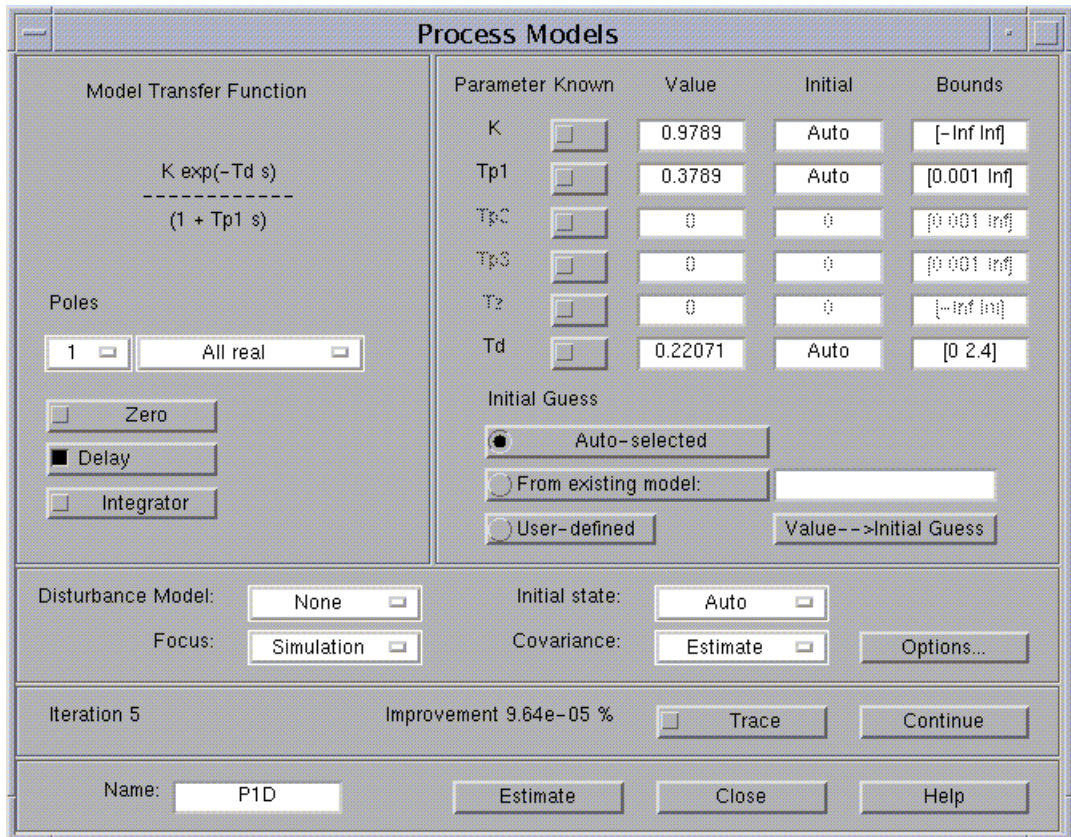 Process Models
Model Transfer Function
K exp(-Td s)
------------
(1 + Tp1 s)
Poles
1 All real
Zero
Delay
Integrator
Parameter Known Value Initial Bounds
K 0.9789 Auto [-Inf Inf]
Tp1 0.3789 Auto [0.001 Inf]
Tp2 0 0 [0.001 Inf]
Tp3 0 0 [0.001 Inf]
Tz 0 0 [-Inf Inf]
Td 0.22071 Auto [0 2.4]
Initial Guess
Auto-selected
From existing model:
User-defined Value-->Initial Guess
Disturbance Model: None Initial state: Auto
Focus: Simulation Covariance: Estimate Options...
Iteration 5 Improvement 9.64e-05 % Trace Continue
Name: P1D Estimate Close Help